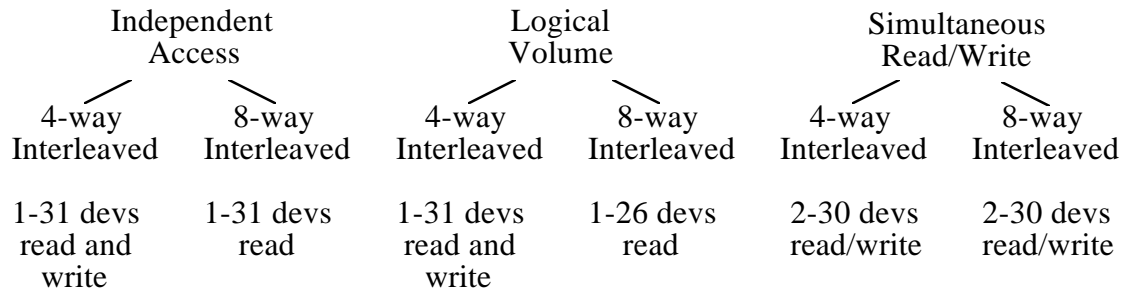 Independent
Access
4-way
Interleaved
1-31 devs
read and
write
8-way
Interleaved
1-31 devs
read
Logical
Volume
4-way
Interleaved
1-31 devs
read and
write
8-way
Interleaved
1-26 devs
read
Simultaneous
Read/Write
4-way
Interleaved
2-30 devs
read/write
8-way
Interleaved
2-30 devs
read/write